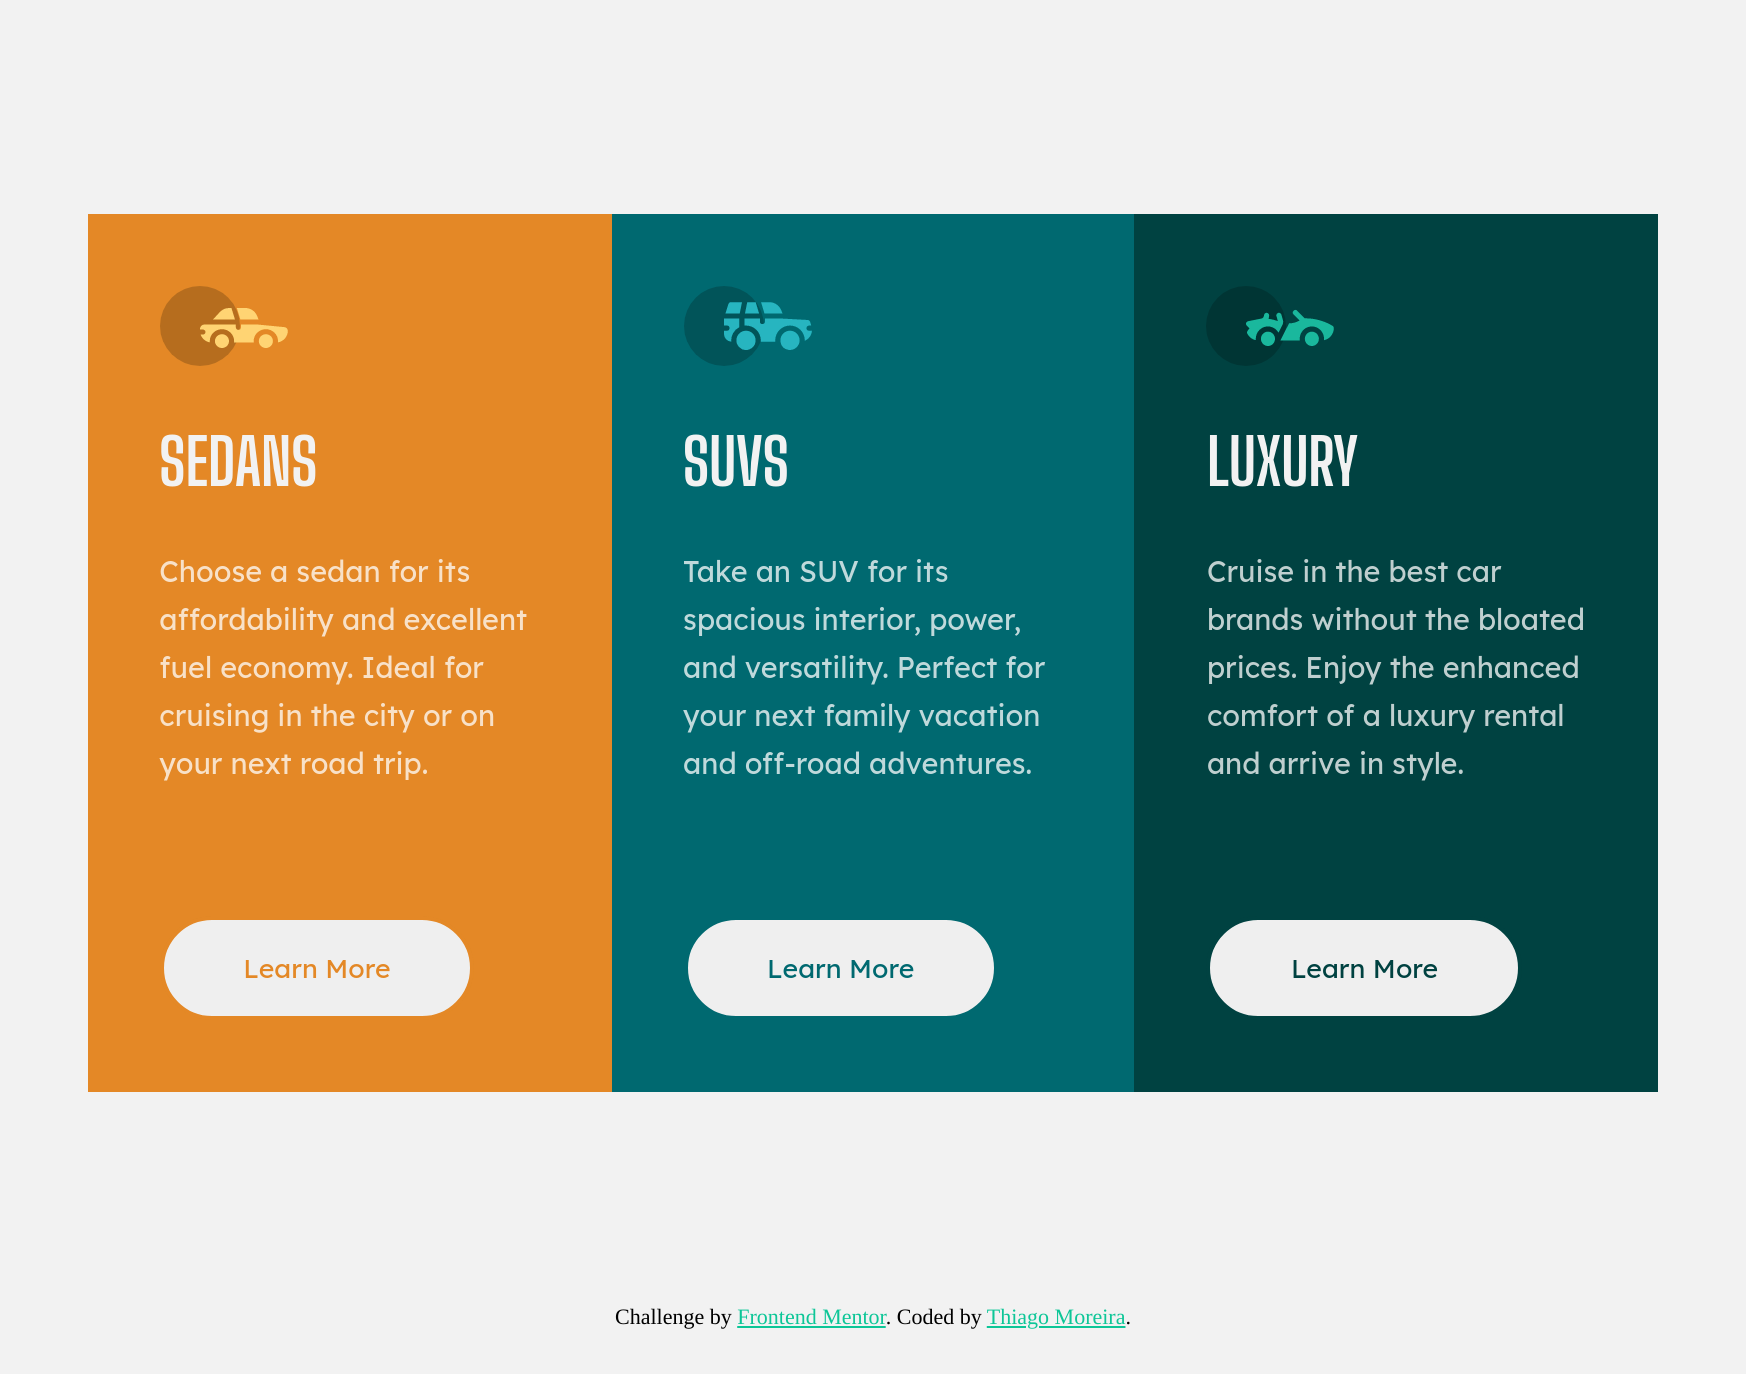 SEDANS
Choose a sedan for its
affordability and excellent
fuel economy. Ideal for
cruising in the city or on
your next road trip.
Learn More
SUVS
Take an SUV for its
spacious interior, power,
and versatility. Perfect for
your next family vacation
and off-road adventures.
Learn More
LUXURY
Cruise in the best car
brands without the bloated
prices. Enjoy the enhanced
comfort of a luxury rental
and arrive in style.
Learn More
Challenge by Frontend Mentor. Coded by Thiago Moreira.